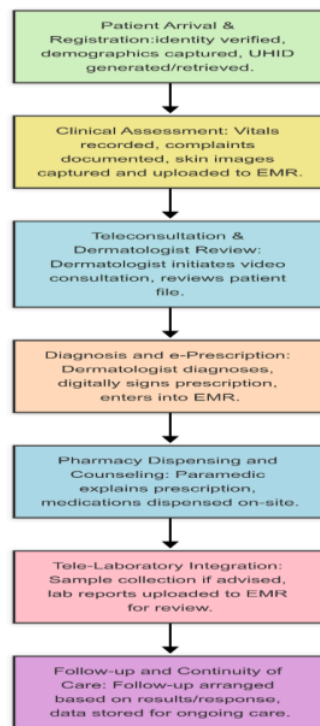 Patient Arrival &
Registration:identity verified,
demographics captured, UHID
generated/retrieved.
Clinical Assessment: Vitals
recorded, complaints
documented, skin images
captured and uploaded to EMR.
Teleconsultation &
Dermatologist Review:
Dermatologist initiates video
consultation, reviews patient
file.
Diagnosis and e-Prescription:
Dermatologist diagnoses,
digitally signs prescription,
enters into EMR.
Pharmacy Dispensing and
Counseling: Paramedic
explains prescription,
medications dispensed on-site.
Tele-Laboratory Integration:
Sample collection if advised,
lab reports uploaded to EMR
for review.
Follow-up and Continuity of
Care: Follow-up arranged
based on results/response,
data stored for ongoing care.